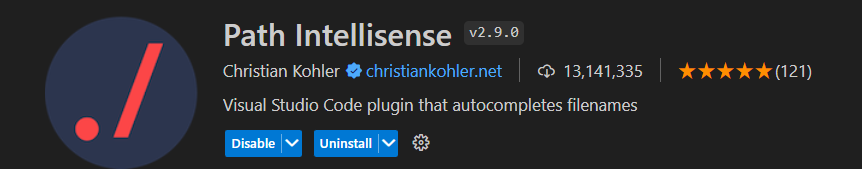 Path Intellisense v2.9.0
Christian Kohler christiankohler.net 13,141,335 ★★★★★(121)
Visual Studio Code plugin that autocompletes filenames
Disable Uninstall